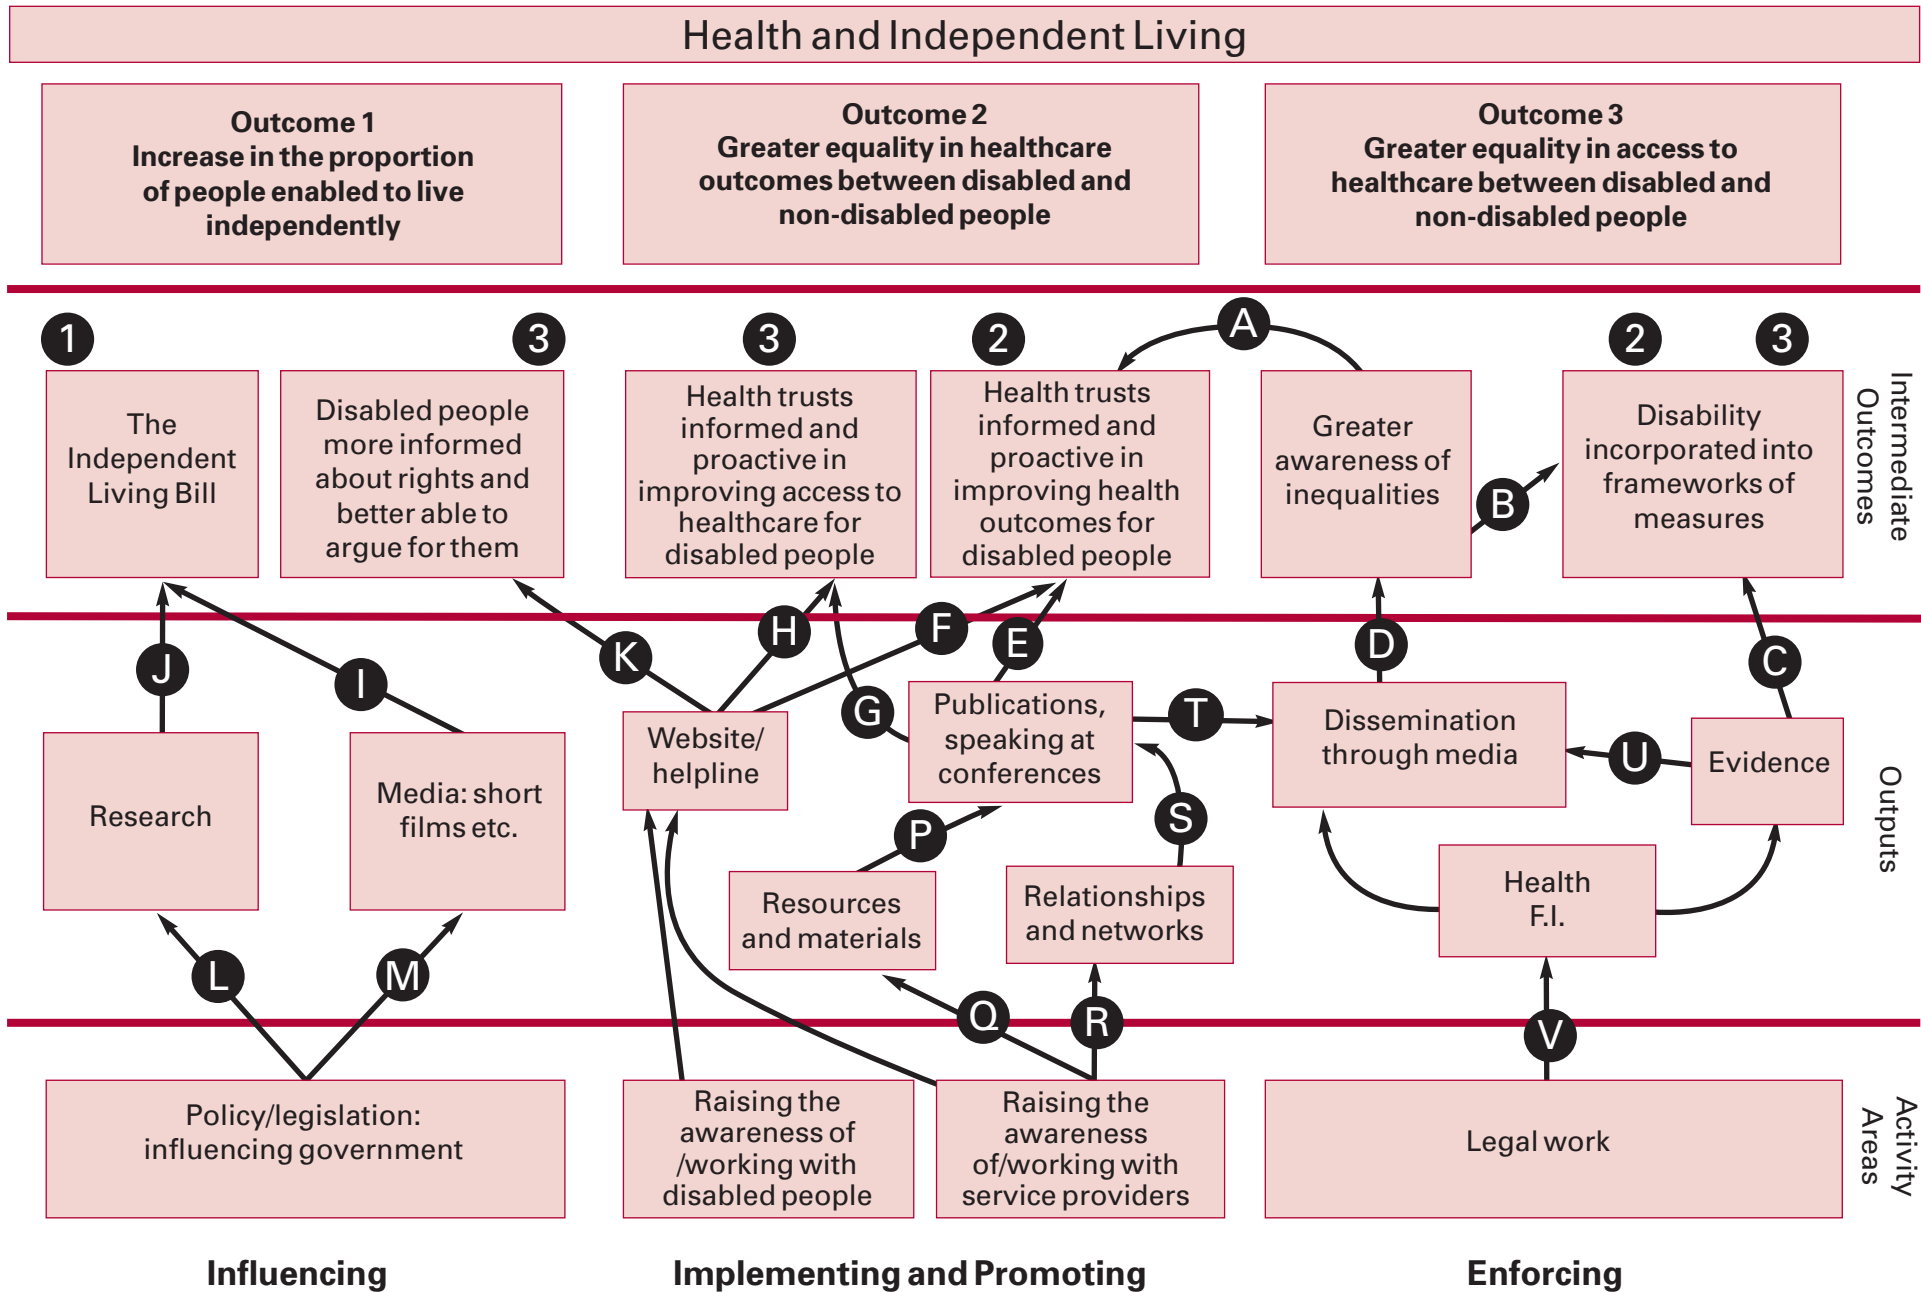 Health and Independent Living
Outcome 1
Increase in the proportion
of people enabled to live
independently
Outcome 2
Greater equality in healthcare
outcomes between disabled and
non-disabled people
Outcome 3
Greater equality in access to
healthcare between disabled and
non-disabled people
1
3
3
2
A
2
3
The
Independent
Living Bill
Disabled people
more informed
about rights and
better able to
argue for them
Health trusts
informed and
proactive in
improving access to
healthcare for
disabled people
Health trusts
informed and
proactive in
improving health
outcomes for
disabled people
Greater
awareness of
inequalities
B
Disability
incorporated into
frameworks of
measures
Intermediate
Outcomes
J
I
K
H
F
E
G
D
C
Research
Media: short
films etc.
Website/
helpline
Publications,
speaking at
conferences
T
Dissemination
through media
U
Evidence
P
S
Resources
and materials
Relationships
and networks
Health
F.I.
Outputs
L
M
Q
R
V
Policy/legislation:
influencing government
Raising the
awareness of
/working with
disabled people
Raising the
awareness
of/working with
service providers
Legal work
Activity
Areas
Influencing
Implementing and Promoting
Enforcing